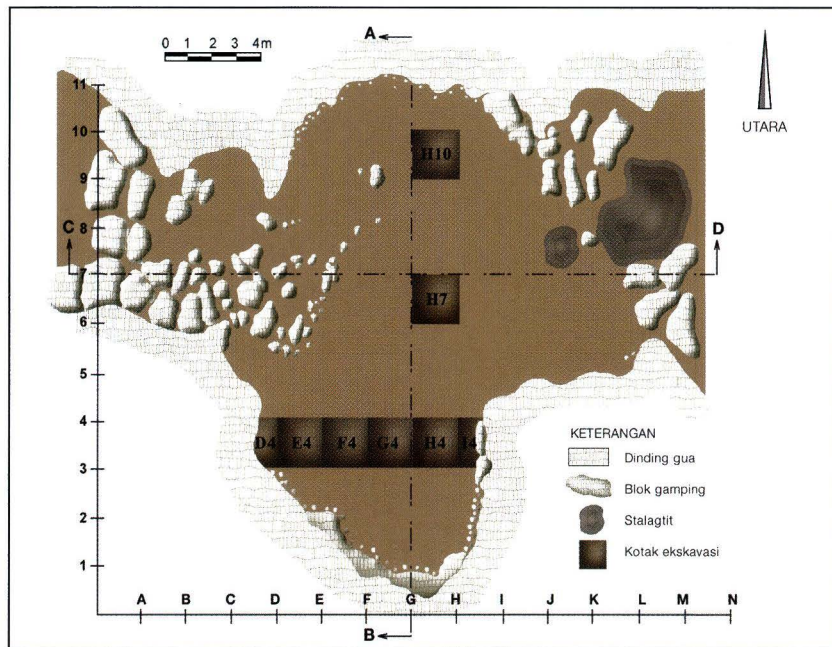 A
0 1 2 3 4m
UTARA
11
10
9
8
7
6
5
4
3
2
1
C
D
H10
H7
D4 E4 F4 G4 H4 I4
KETERANGAN
Dinding gua
Blok gamping
Stalagtit
Kotak ekskavasi
A B C D E F G H I J K L M N
B